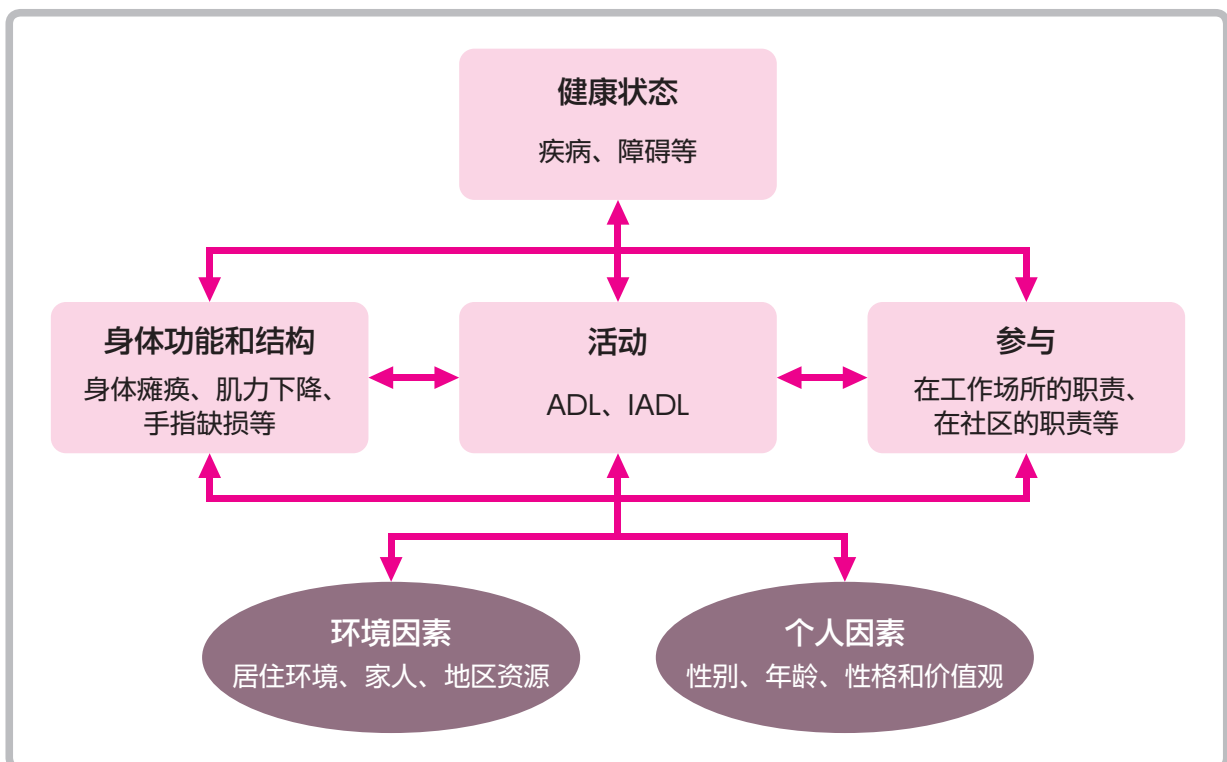 健康状态
疾病、障碍等
身体功能和结构
身体瘫痪、肌力下降、
手指缺损等
活动
ADL、IADL
参与
在工作场所的职责、
在社区的职责等
环境因素
居住环境、家人、地区资源
个人因素
性别、年龄、性格和价值观